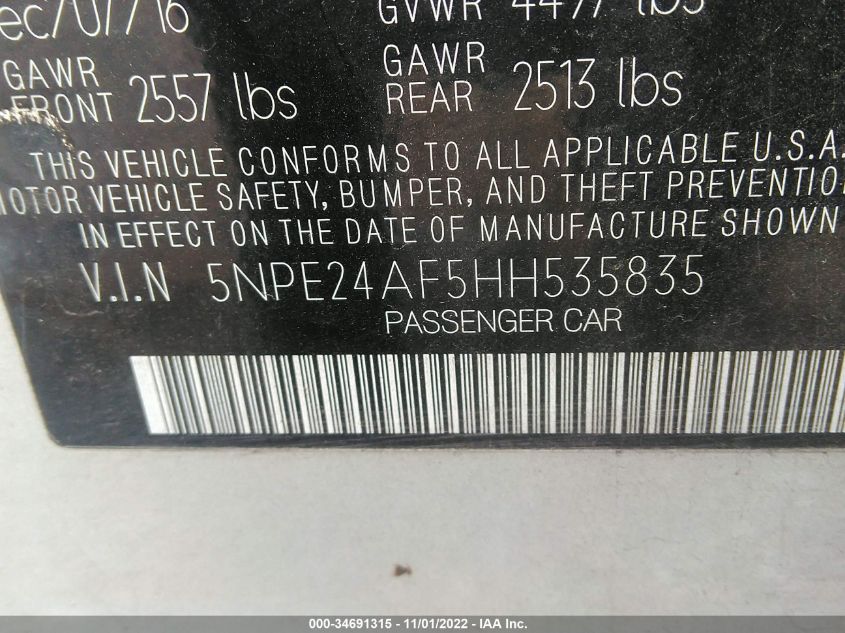 ec/07/16 GVWR 4497 lbs
GAWR FRONT 2557 lbs GAWR REAR 2513 lbs
THIS VEHICLE CONFORMS TO ALL APPLICABLE U.S.A.
MOTOR VEHICLE SAFETY, BUMPER, AND THEFT PREVENTIO
IN EFFECT ON THE DATE OF MANUFACTURE SHOWN
V.I.N 5NPE24AF5HH535835
PASSENGER CAR
000-34691315 - 11/01/2022 - IAA Inc.